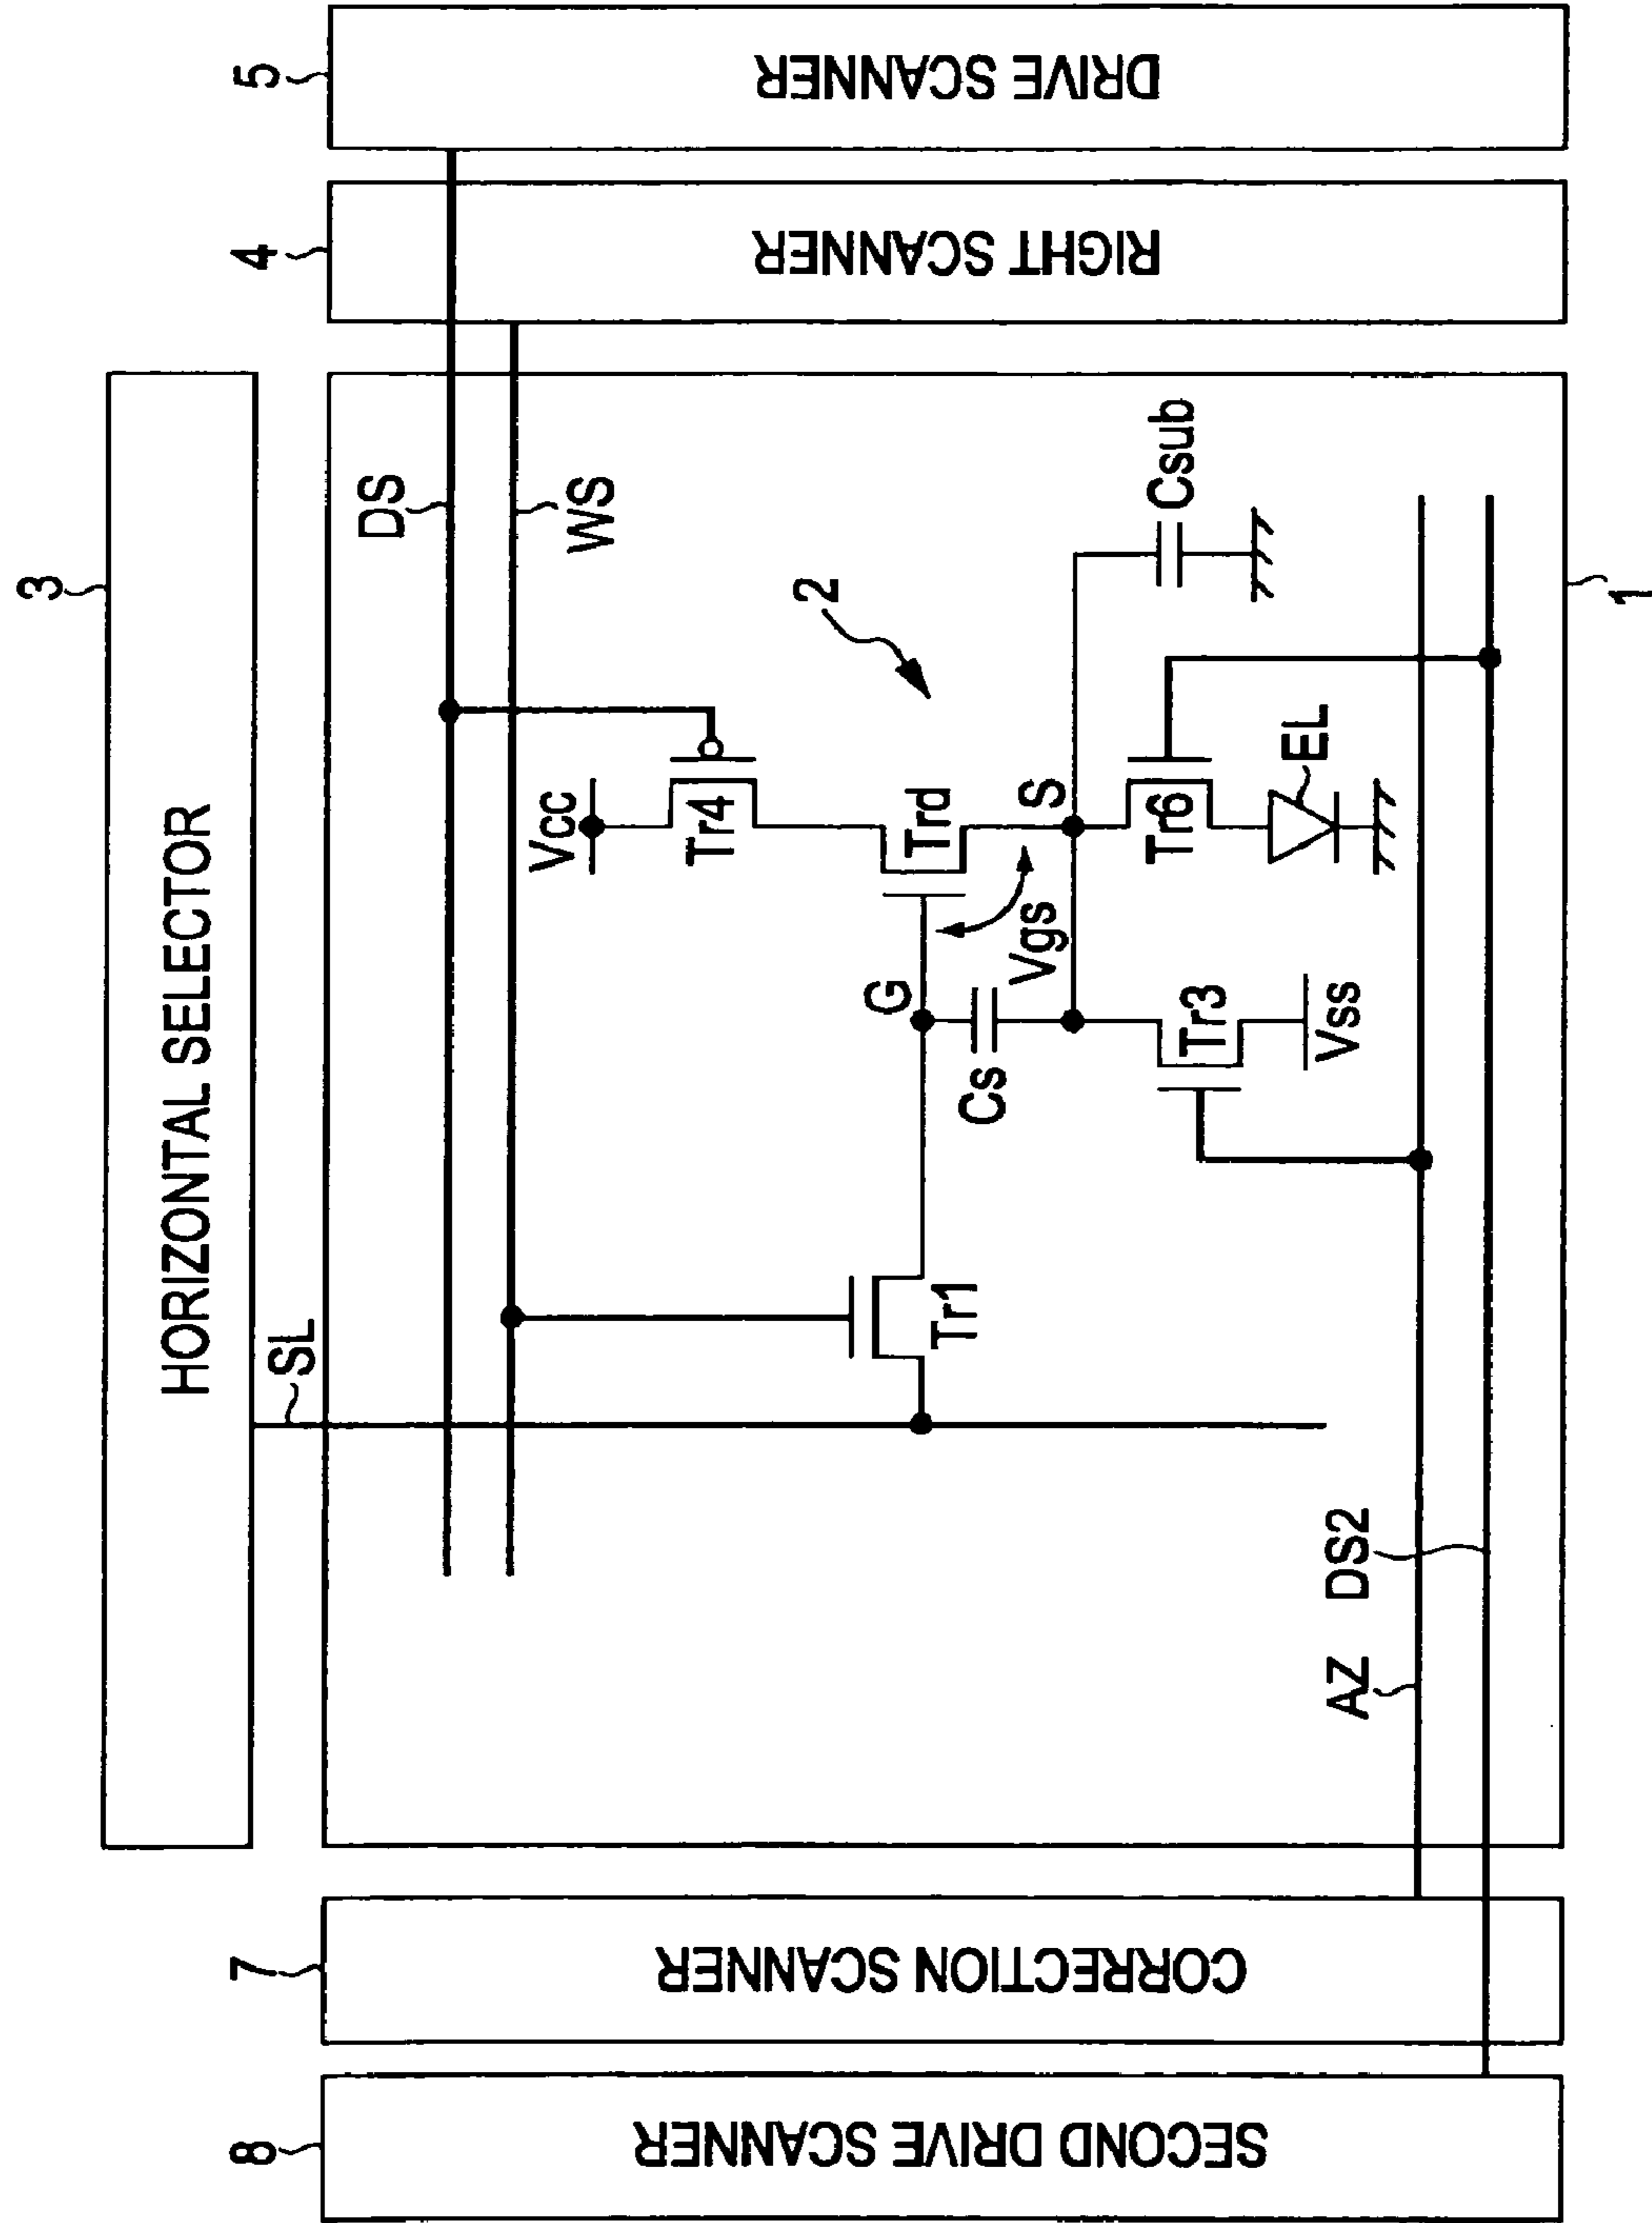 3
HORIZONTAL SELECTOR
SL
8
SECOND DRIVE SCANNER
7
CORRECTION SCANNER
4
RIGHT SCANNER
5
DRIVE SCANNER
DS
WS
Vcc
Tr4
2
Trd
G
S
Vgs
Cs
Csub
Tr1
Tr3
Tr6
EL
Vss
AZ
DS2
1